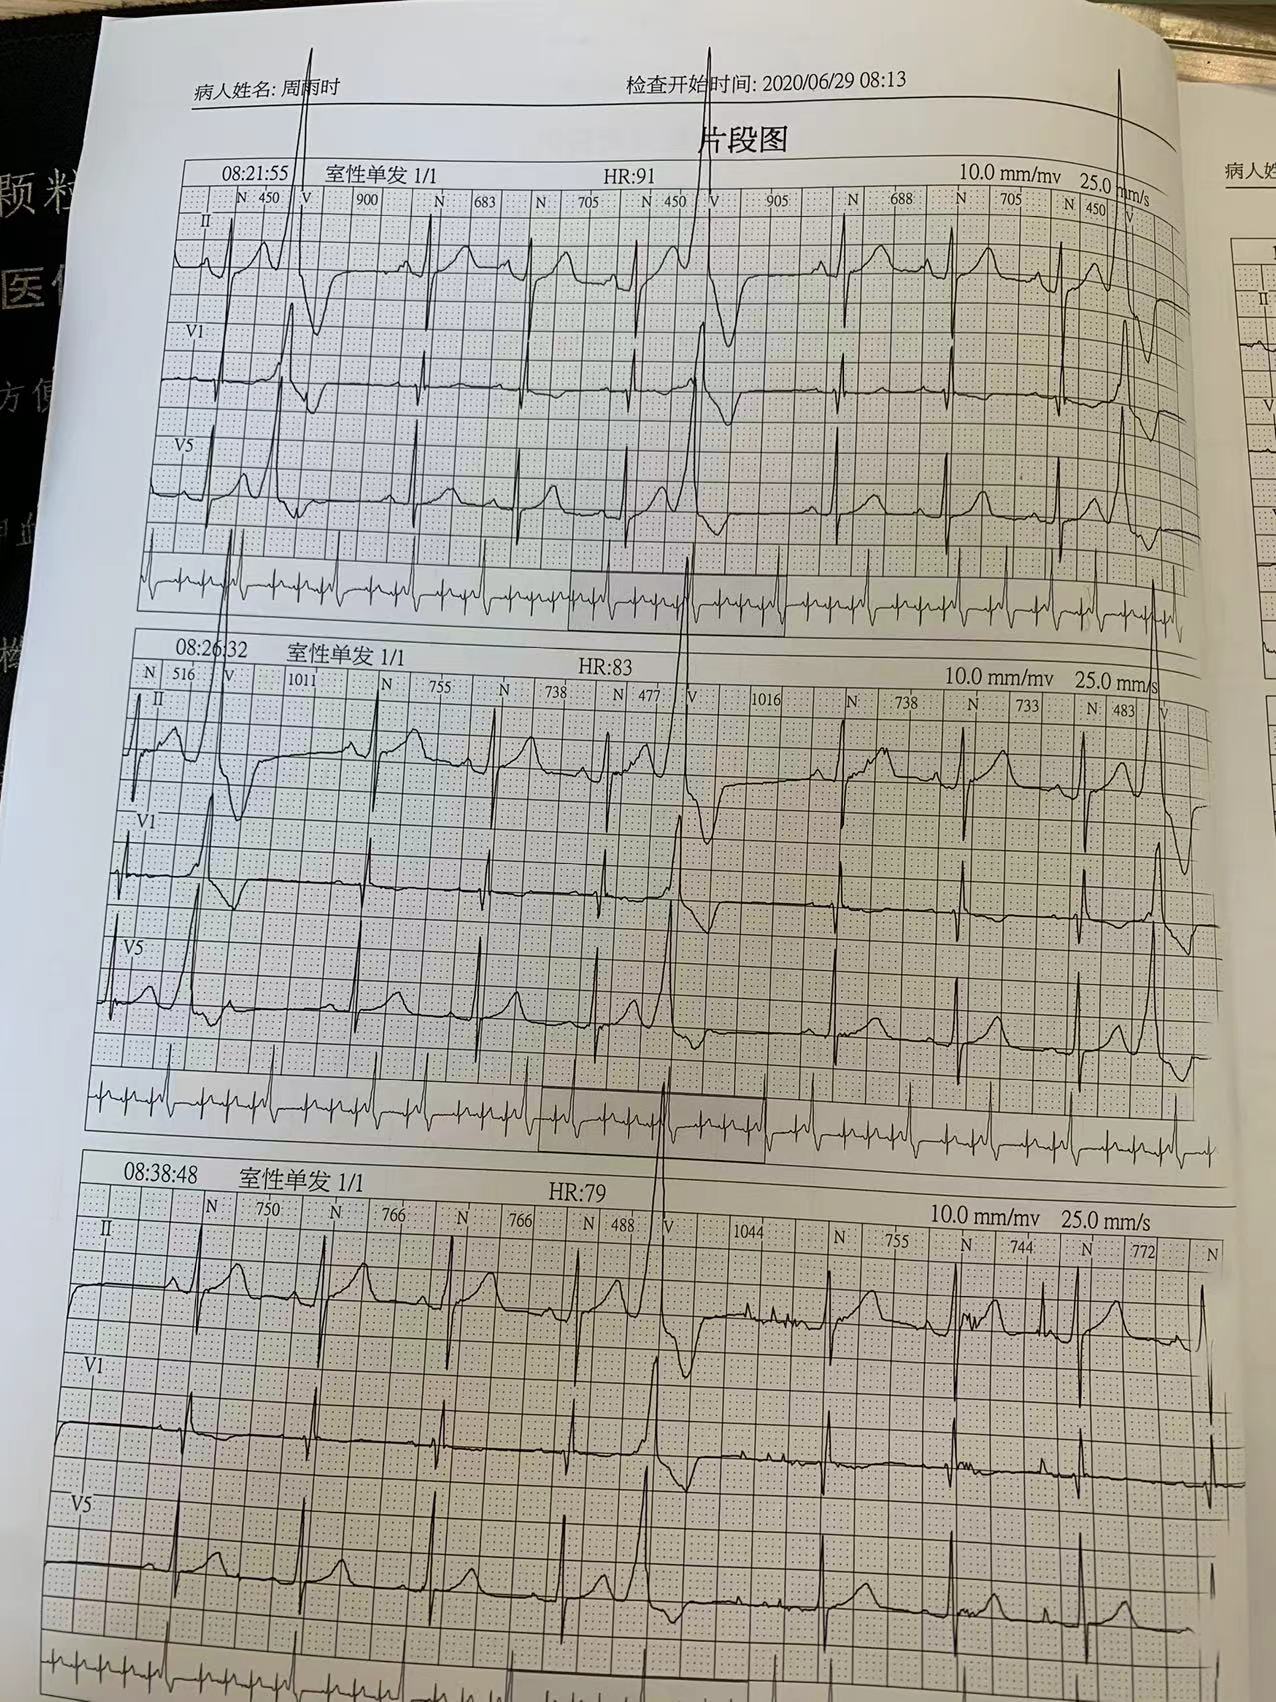 病人姓名: 周雨时 检查开始时间: 2020/06/29 08:13
片段图
08:21:55 室性单发 1/1 HR:91 10.0 mm/mv 25.0 mm/s
N 450 V 900 N 683 N 705 N 450 V 905 N 688 N 705 N 450 V
II
V1
V5
08:26:32 室性单发 1/1 HR:83 10.0 mm/mv 25.0 mm/s
N 516 V 1011 N 755 N 738 N 477 V 1016 N 738 N 733 N 483 V
II
V1
V5
08:38:48 室性单发 1/1 HR:79 10.0 mm/mv 25.0 mm/s
N 750 N 766 N 766 N 488 V 1044 N 755 N 744 N 772 N
II
V1
V5
颗粒
医
方便
病人姓
II